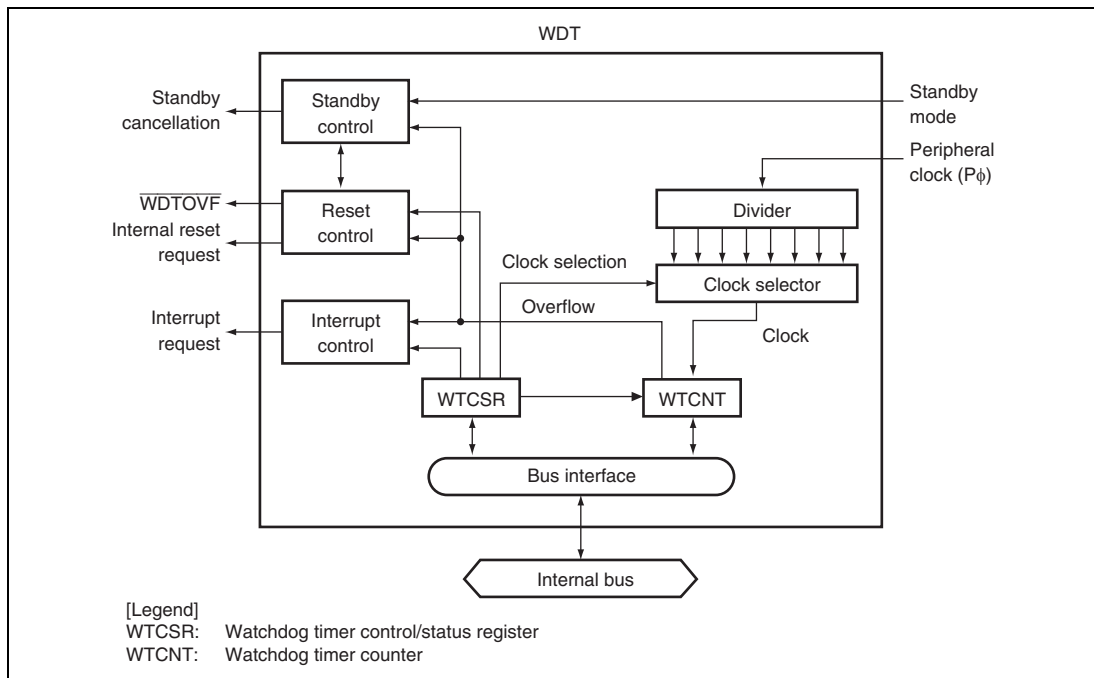 WDT
Standby
cancellation
Standby
control
Standby
mode
Peripheral
clock (Pϕ)
WDTOVF
Internal reset
request
Reset
control
Divider
Clock selection
Clock selector
Overflow
Clock
Interrupt
request
Interrupt
control
WTCSR
WTCNT
Bus interface
Internal bus
[Legend]
WTCSR: Watchdog timer control/status register
WTCNT: Watchdog timer counter